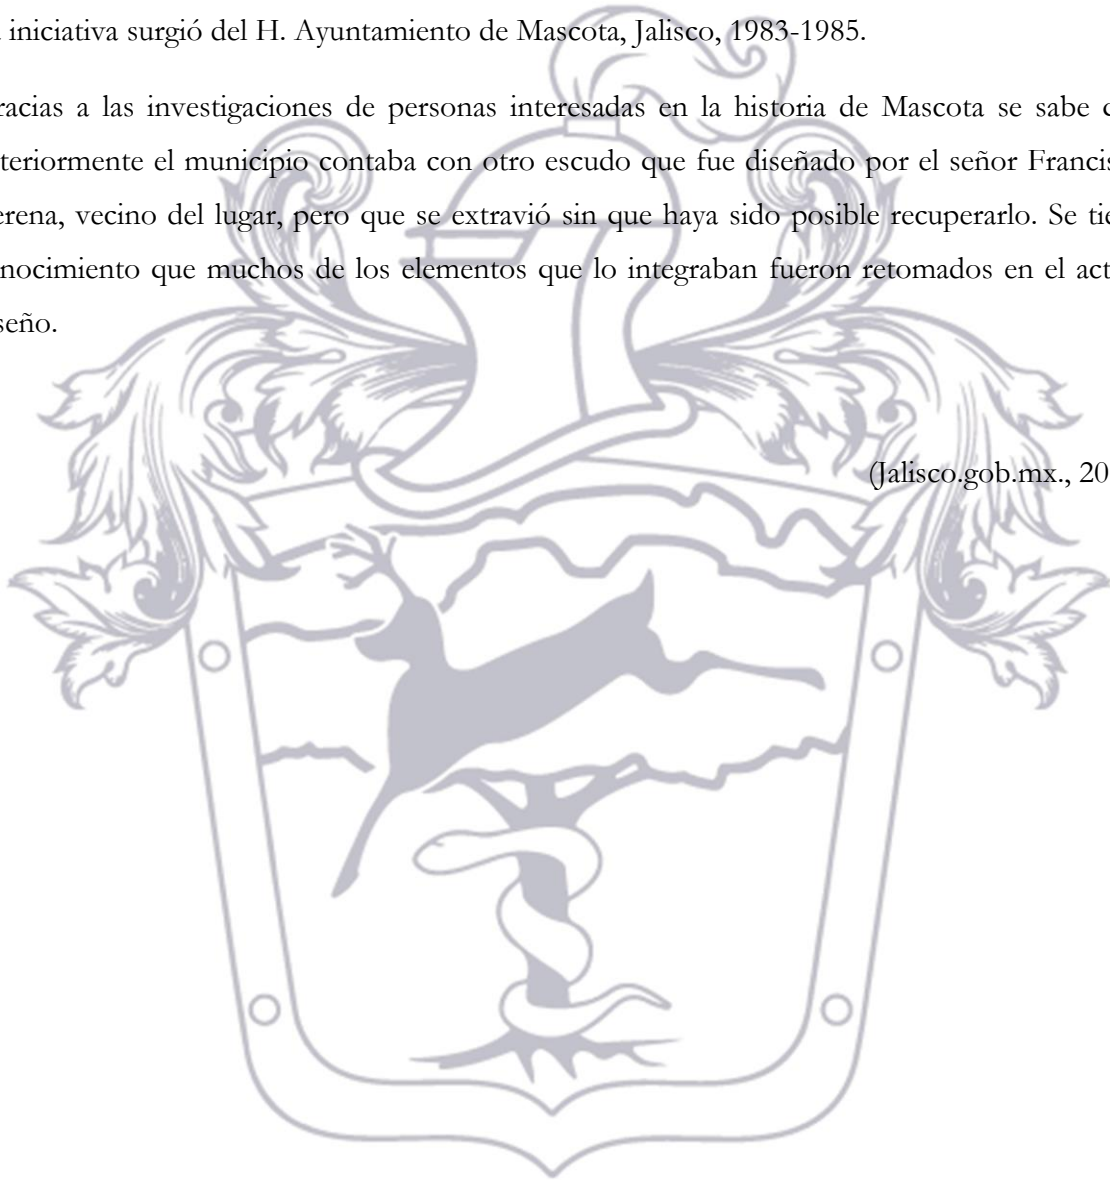 iniciativa surgió del H. Ayuntamiento de Mascota, Jalisco, 1983-1985.
racias a las investigaciones de personas interesadas en la historia de Mascota se sabe
teriormente el municipio contaba con otro escudo que fue diseñado por el señor Francis
erena, vecino del lugar, pero que se extravió sin que haya sido posible recuperarlo. Se tie
nocimiento que muchos de los elementos que lo integraban fueron retomados en el act
seño.
(Jalisco.gob.mx., 20